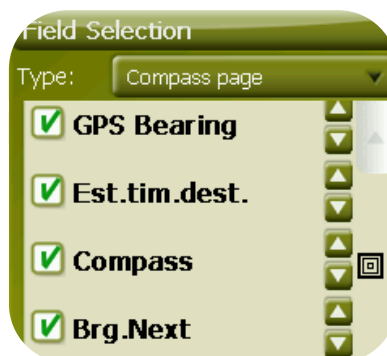 Field Selection
Type: Compass page
GPS Bearing
Est.tim.dest.
Compass
Brg.Next